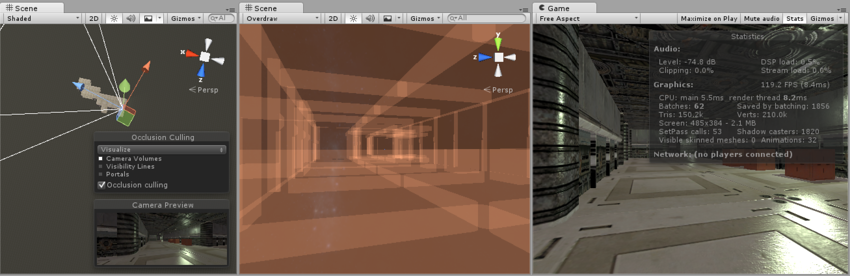 Scene
Shaded
2D
Gizmos
All
x
z
Persp
Occlusion Culling
Visualize
Camera Volumes
Visibility Lines
Portals
Occlusion culling
Camera Preview
Scene
Overdraw
2D
Gizmos
All
y
z
Persp
Game
Free Aspect
Maximize on Play Mute audio Stats Gizmos
Statistics
Audio:
Level: -74.8 dB DSP load: 0.5%
Clipping: 0.0% Stream load: 0.6%
Graphics: 119.2 FPS (8.4ms)
CPU: main 5.5ms render thread 8.2ms
Batches: 62 Saved by batching: 1856
Tris: 150.2k Verts: 210.0k
Screen: 485x384 - 2.1 MB
SetPass calls: 53 Shadow casters: 1820
Visible skinned meshes: 0 Animations: 32
Network: (no players connected)